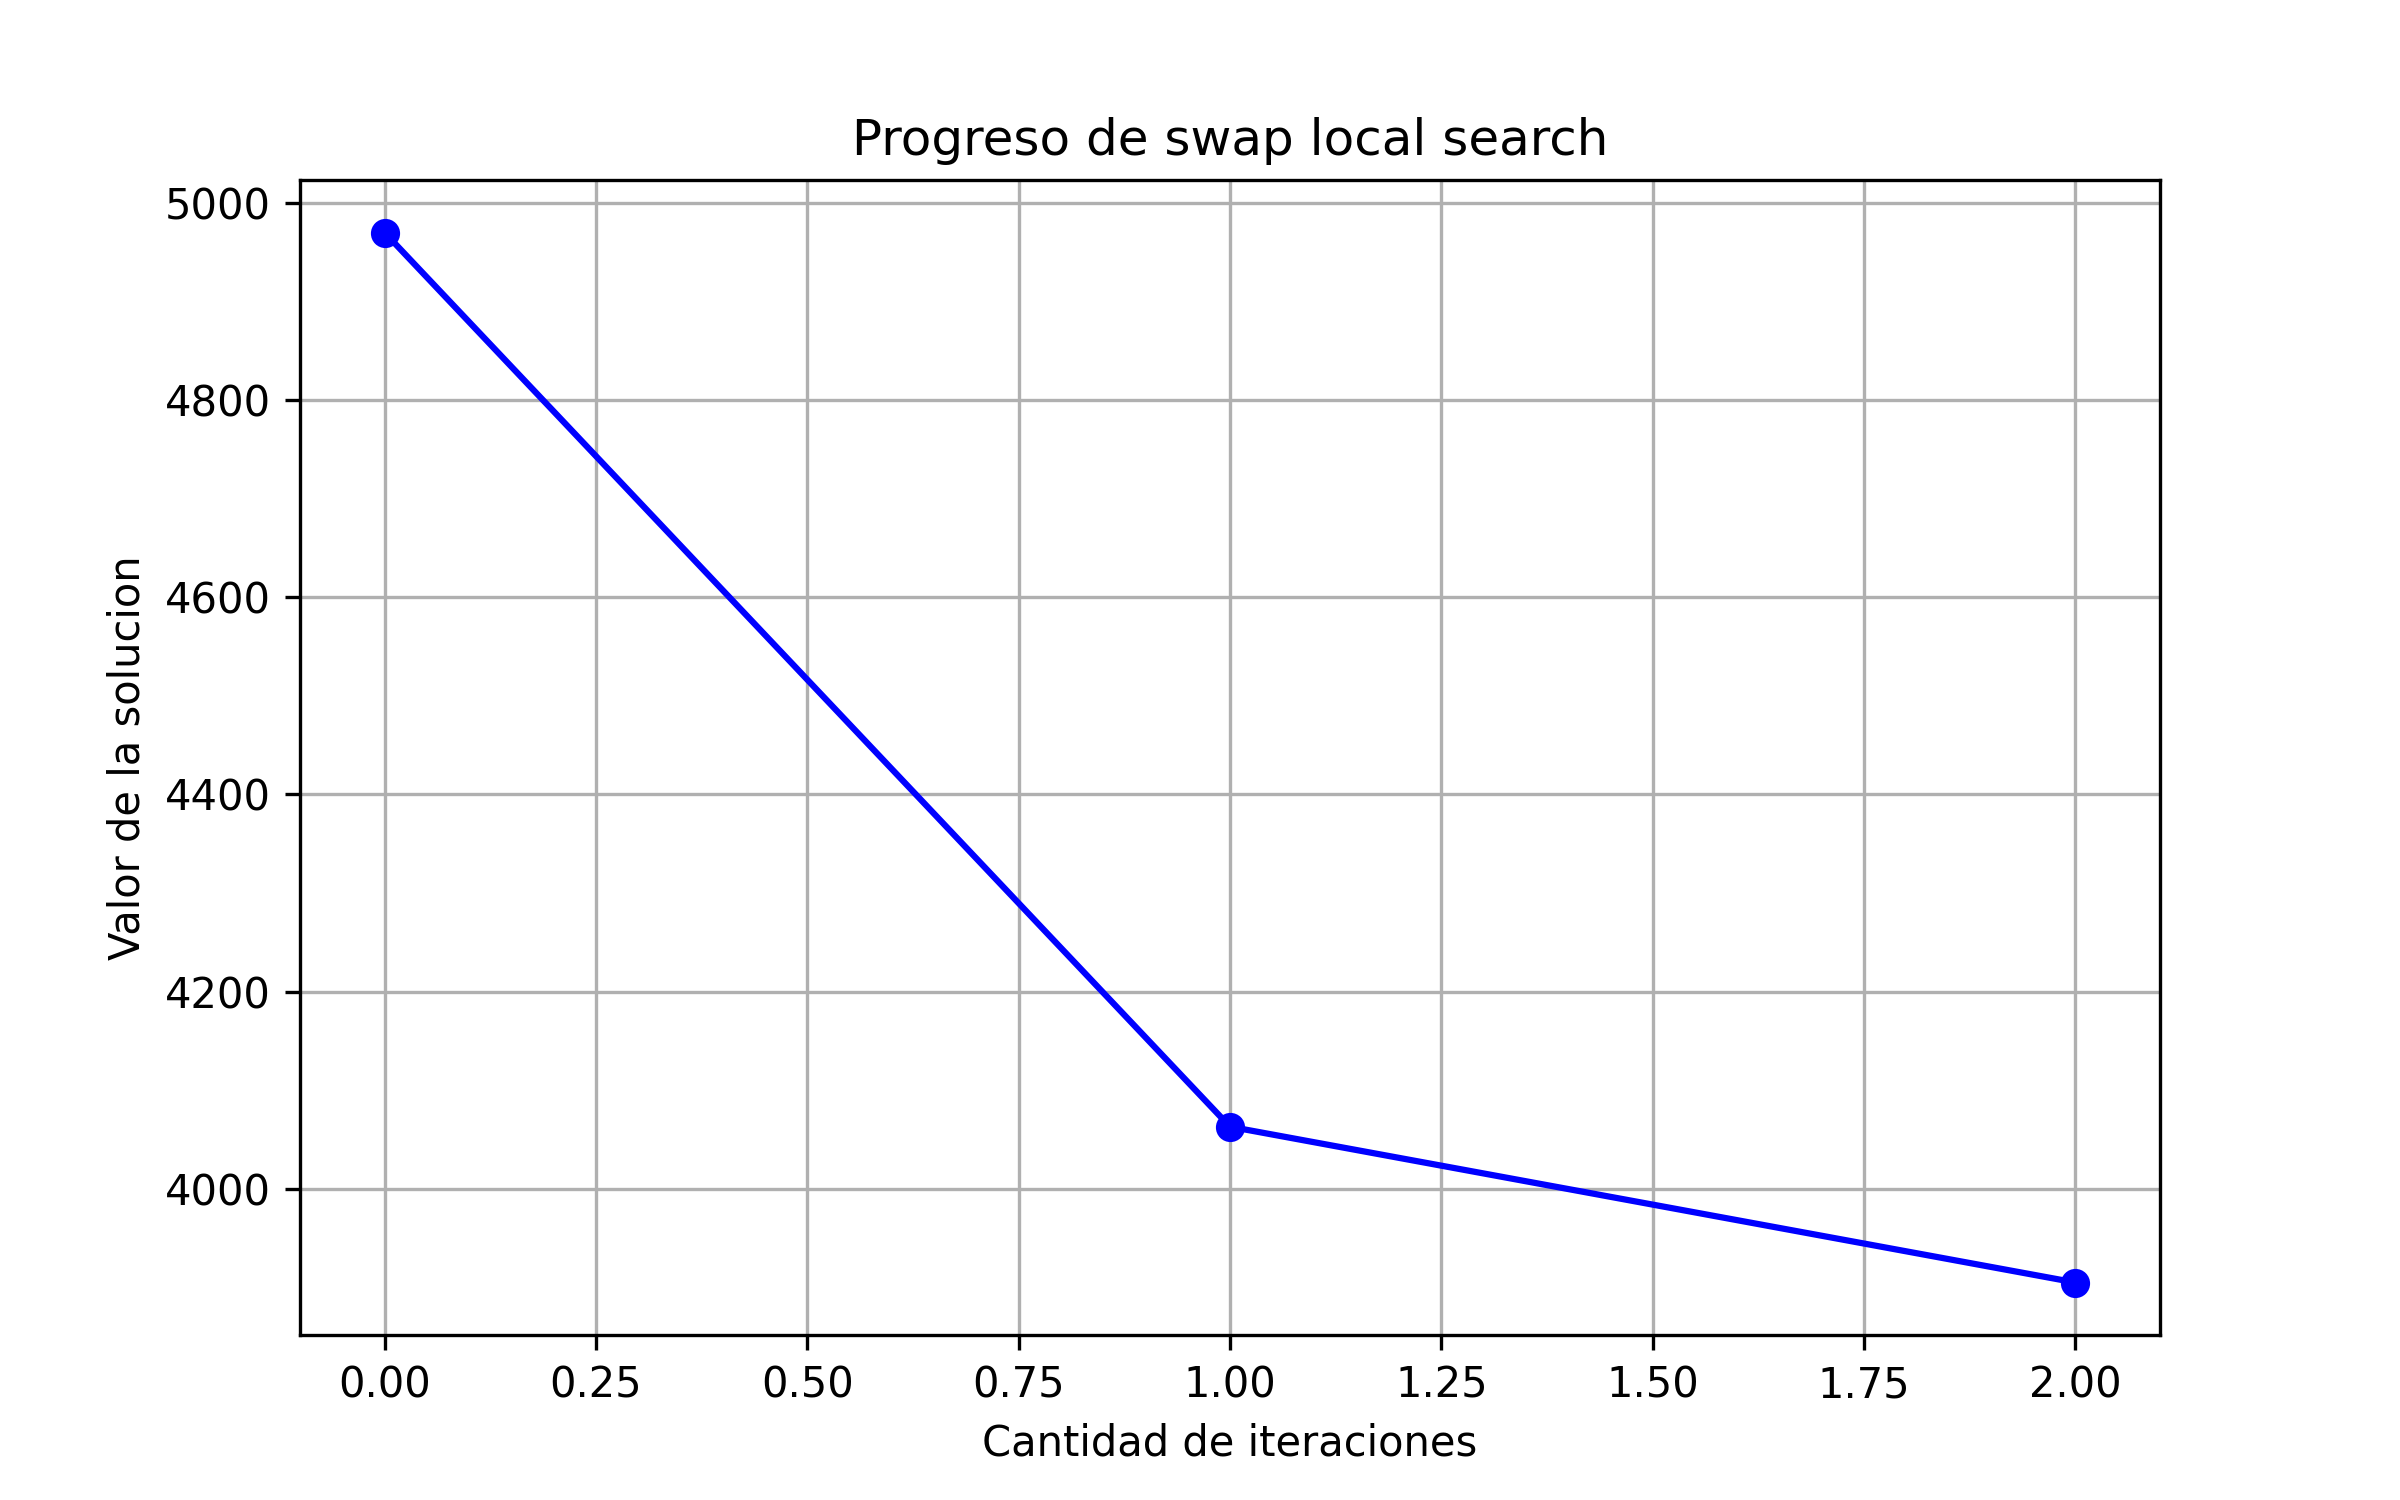 Progreso de swap local search
5000
4800
4600
4400
4200
4000
Valor de la solucion
0.00 0.25 0.50 0.75 1.00 1.25 1.50 1.75 2.00
Cantidad de iteraciones